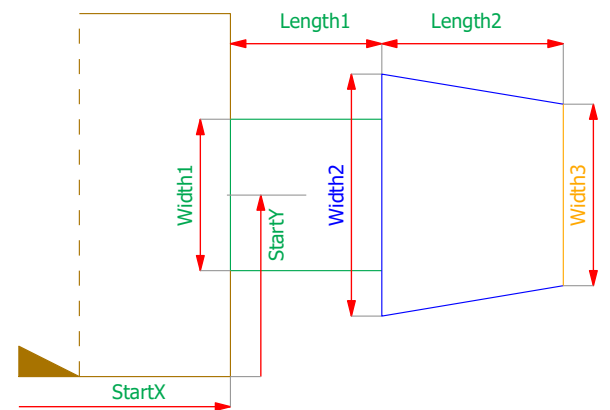 Length1
Length2
Width1
StartY
Width2
Width3
StartX